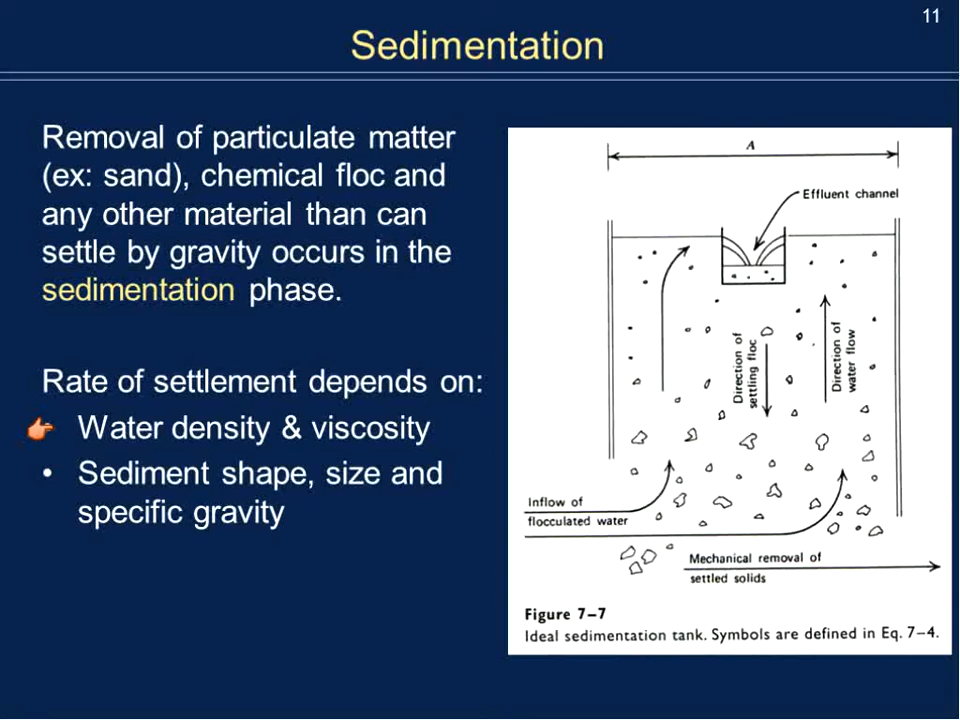 11
Sedimentation
Removal of particulate matter
(ex: sand), chemical floc and
any other material than can
settle by gravity occurs in the
sedimentation phase.
Rate of settlement depends on:
Water density & viscosity
• Sediment shape, size and
specific gravity
A
Effluent channel
Direction of
settling floc
Direction of
water flow
Inflow of
flocculated water
Mechanical removal of
settled solids
Figure 7–7
Ideal sedimentation tank. Symbols are defined in Eq. 7–4.